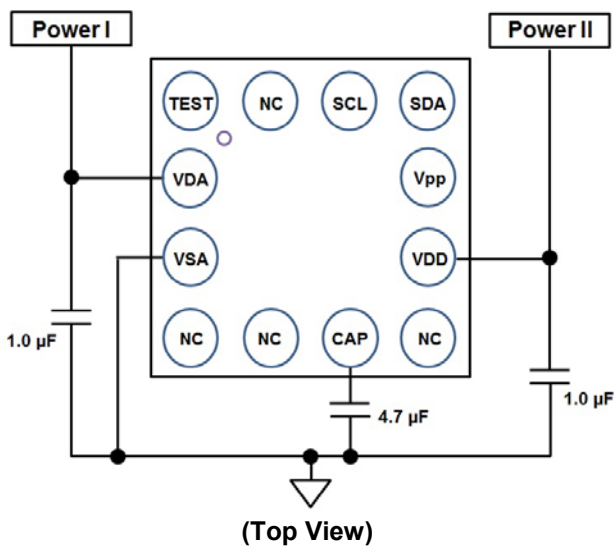 Power I
Power II
TEST NC SCL SDA
VDA Vpp
VSA VDD
NC NC CAP NC
1.0 µF
4.7 µF
1.0 µF
(Top View)